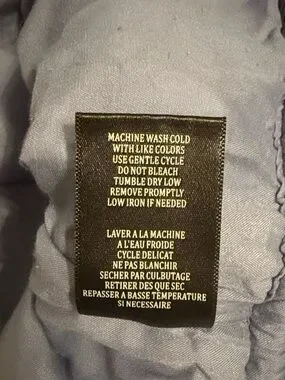 MACHINE WASH COLD
WITH LIKE COLORS
USE GENTLE CYCLE
DO NOT BLEACH
TUMBLE DRY LOW
REMOVE PROMPTLY
LOW IRON IF NEEDED
LAVER A LA MACHINE
A L'EAU FROIDE
CYCLE DELICAT
NE PAS BLANCHIR
SECHER PAR CULBUTAGE
RETIRER DES QUE SEC
REPASSER A BASSE TEMPERATURE
SI NECESSAIRE